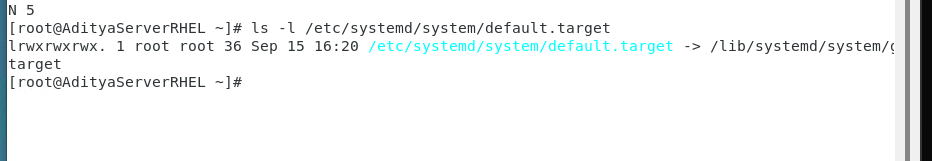 N 5
[root@AdityaServerRHEL ~]# ls -l /etc/systemd/system/default.target
lrwxrwxrwx. 1 root root 36 Sep 15 16:20 /etc/systemd/system/default.target -> /lib/systemd/system/g
target
[root@AdityaServerRHEL ~]#